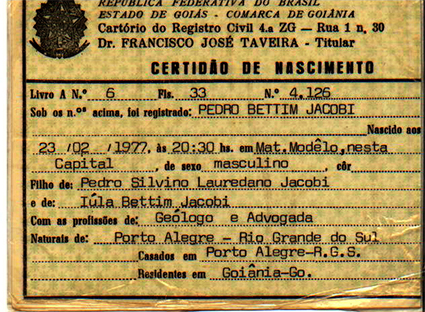 REPÚBLICA FEDERATIVA DO BRASIL
ESTADO DE GOIÁS - COMARCA DE GOIÂNIA
Cartório do Registro Civil 4.a ZG — Rua 1 n, 30
Dr. FRANCISCO JOSÉ TAVEIRA - Titular
CERTIDÃO DE NASCIMENTO
Livro A N.º 6 Fls. 33 N.º 4.126
Sob os n.ºs acima, foi registrado: PEDRO BETTIM JACOBI
Nascido aos
23 /02 /1977, às 20:30 hs. em Mat.Modêlo,nesta
Capital, de sexo masculino, côr
Filho de: Pedro Silvino Lauredano Jacobi
e de: Iúla Bettim Jacobi
Com as profissões de: Geólogo e Advogada
Naturais de: Porto Alegre - Rio Grande do Sul
Casados em Porto Alegre-R.G.S.
Residentes em Goiânia-Go.